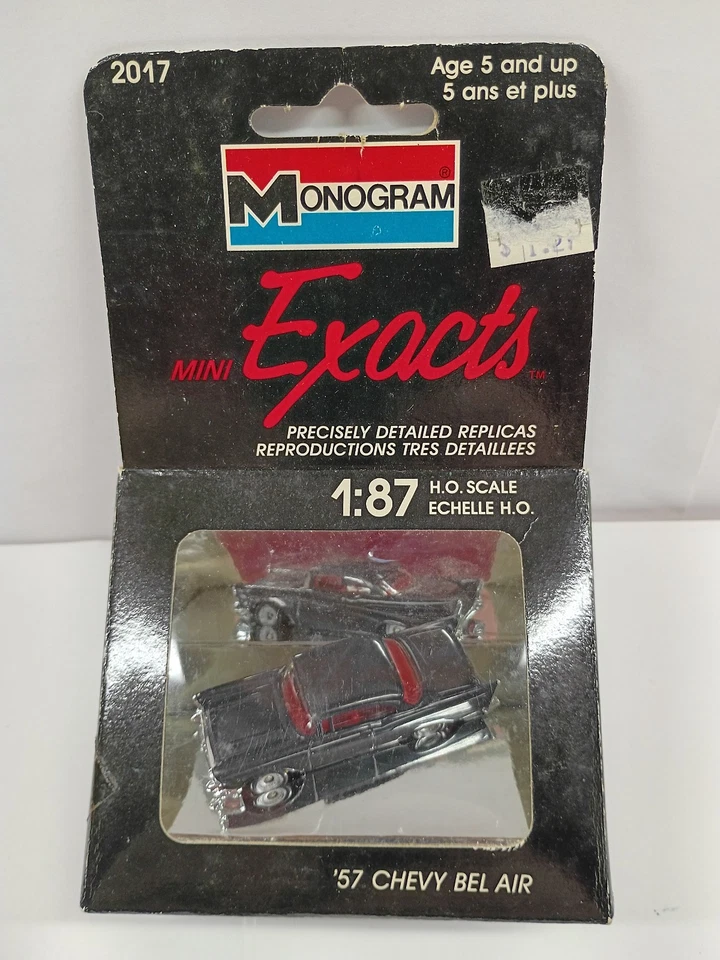 2017
Age 5 and up
5 ans et plus
MONOGRAM®
MINI Exacts™
PRECISELY DETAILED REPLICAS
REPRODUCTIONS TRES DETAILLEES
1:87 H.O. SCALE
ECHELLE H.O.
'57 CHEVY BEL AIR